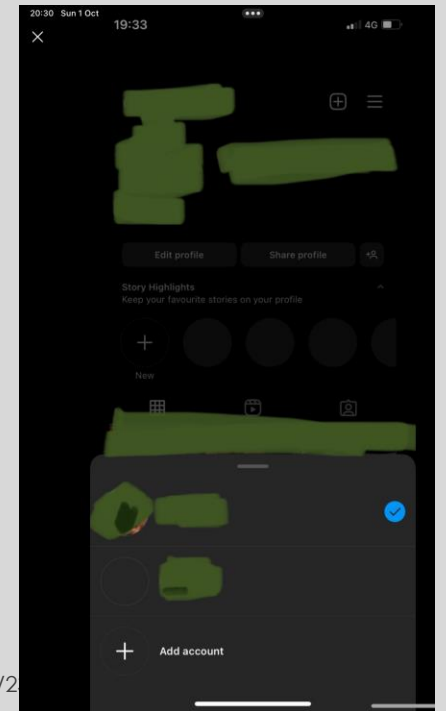 20:30 Sun 1 Oct
19:33
4G
Edit profile
Share profile
Story Highlights
Keep your favourite stories on your profile
New
Add account
/2